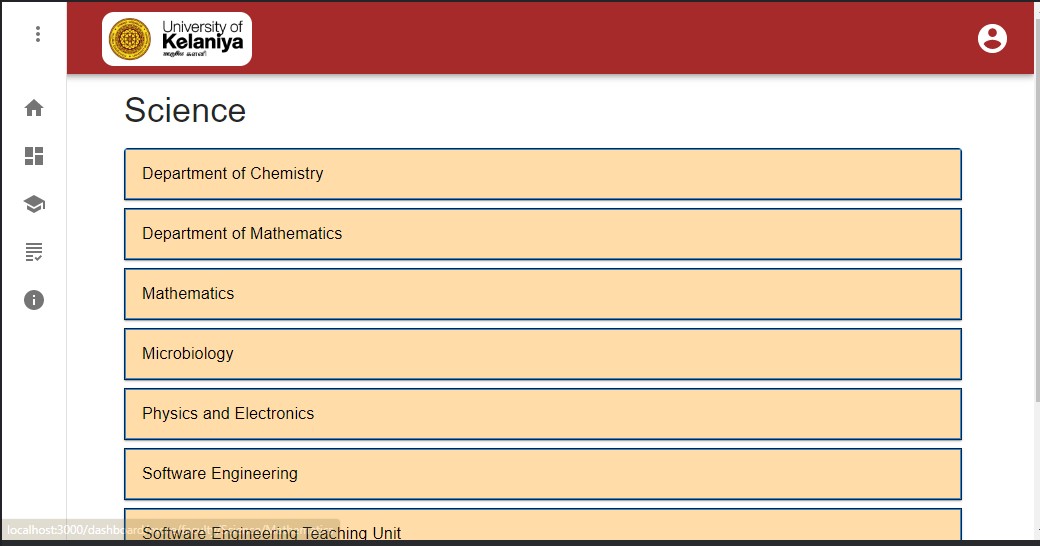 University of
Kelaniya
Science
Department of Chemistry
Department of Mathematics
Mathematics
Microbiology
Physics and Electronics
Software Engineering
Software Engineering Teaching Unit
localhost:3000/dashboard